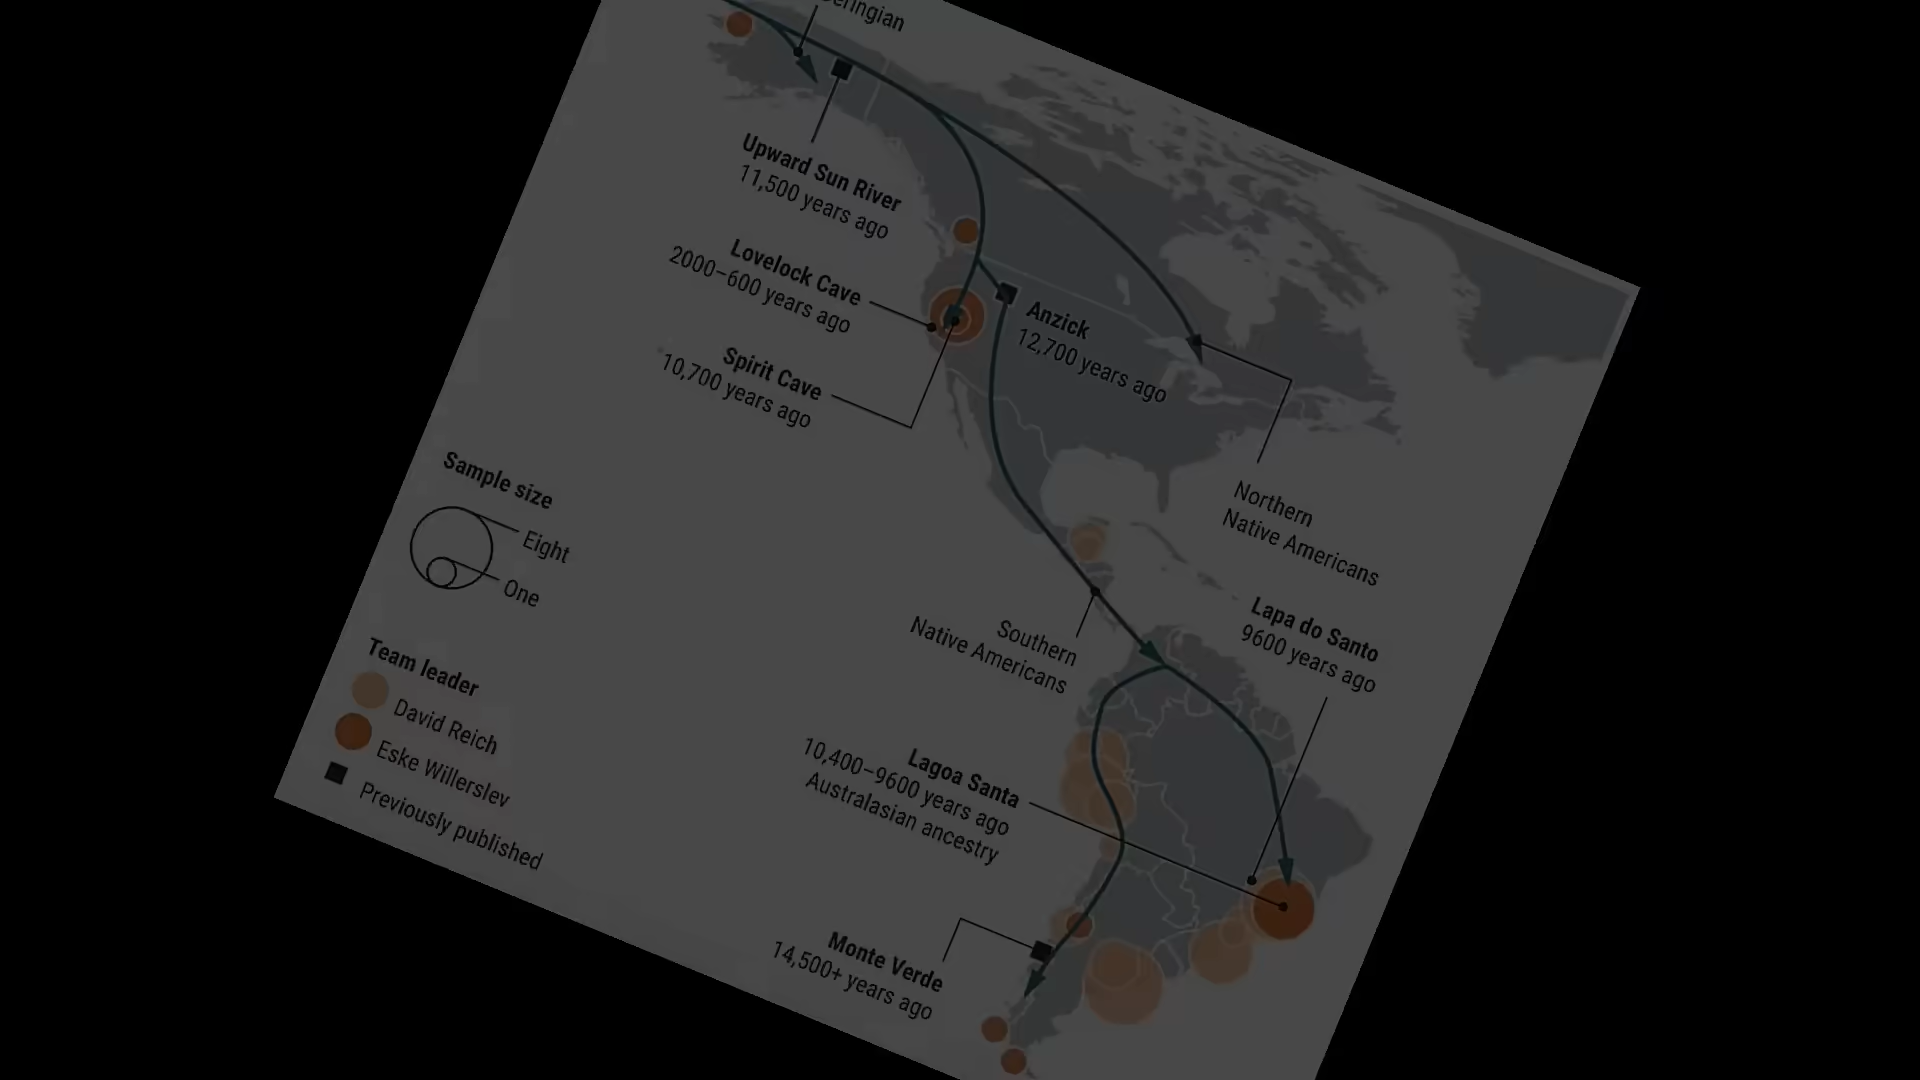 Upward Sun River
11,500 years ago
Lovelock Cave
2000–600 years ago
Anzick
12,700 years ago
Spirit Cave
10,700 years ago
Sample size
Eight
One
Northern
Native Americans
Southern
Native Americans
Lapa do Santo
9600 years ago
Team leader
David Reich
Eske Willerslev
Previously published
Lagoa Santa
10,400–9600 years ago
Australasian ancestry
Monte Verde
14,500+ years ago